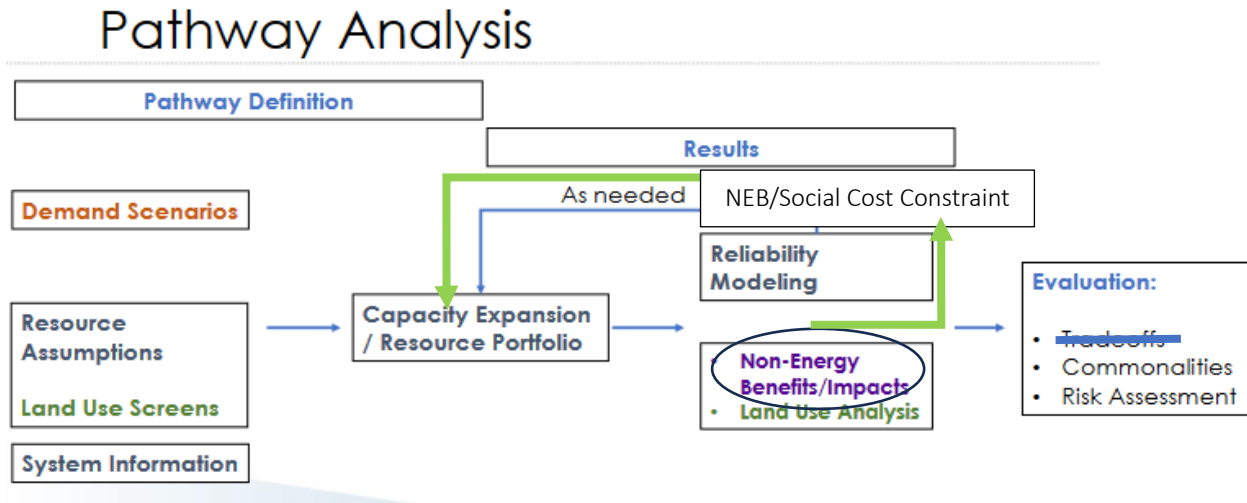 Pathway Analysis
Pathway Definition
Results
As needed
NEB/Social Cost Constraint
Demand Scenarios
Reliability
Modeling
Resource
Assumptions
Land Use Screens
Capacity Expansion
/ Resource Portfolio
• Non-Energy
Benefits/Impacts
• Land Use Analysis
Evaluation:
• Tradeoffs
• Commonalities
• Risk Assessment
System Information